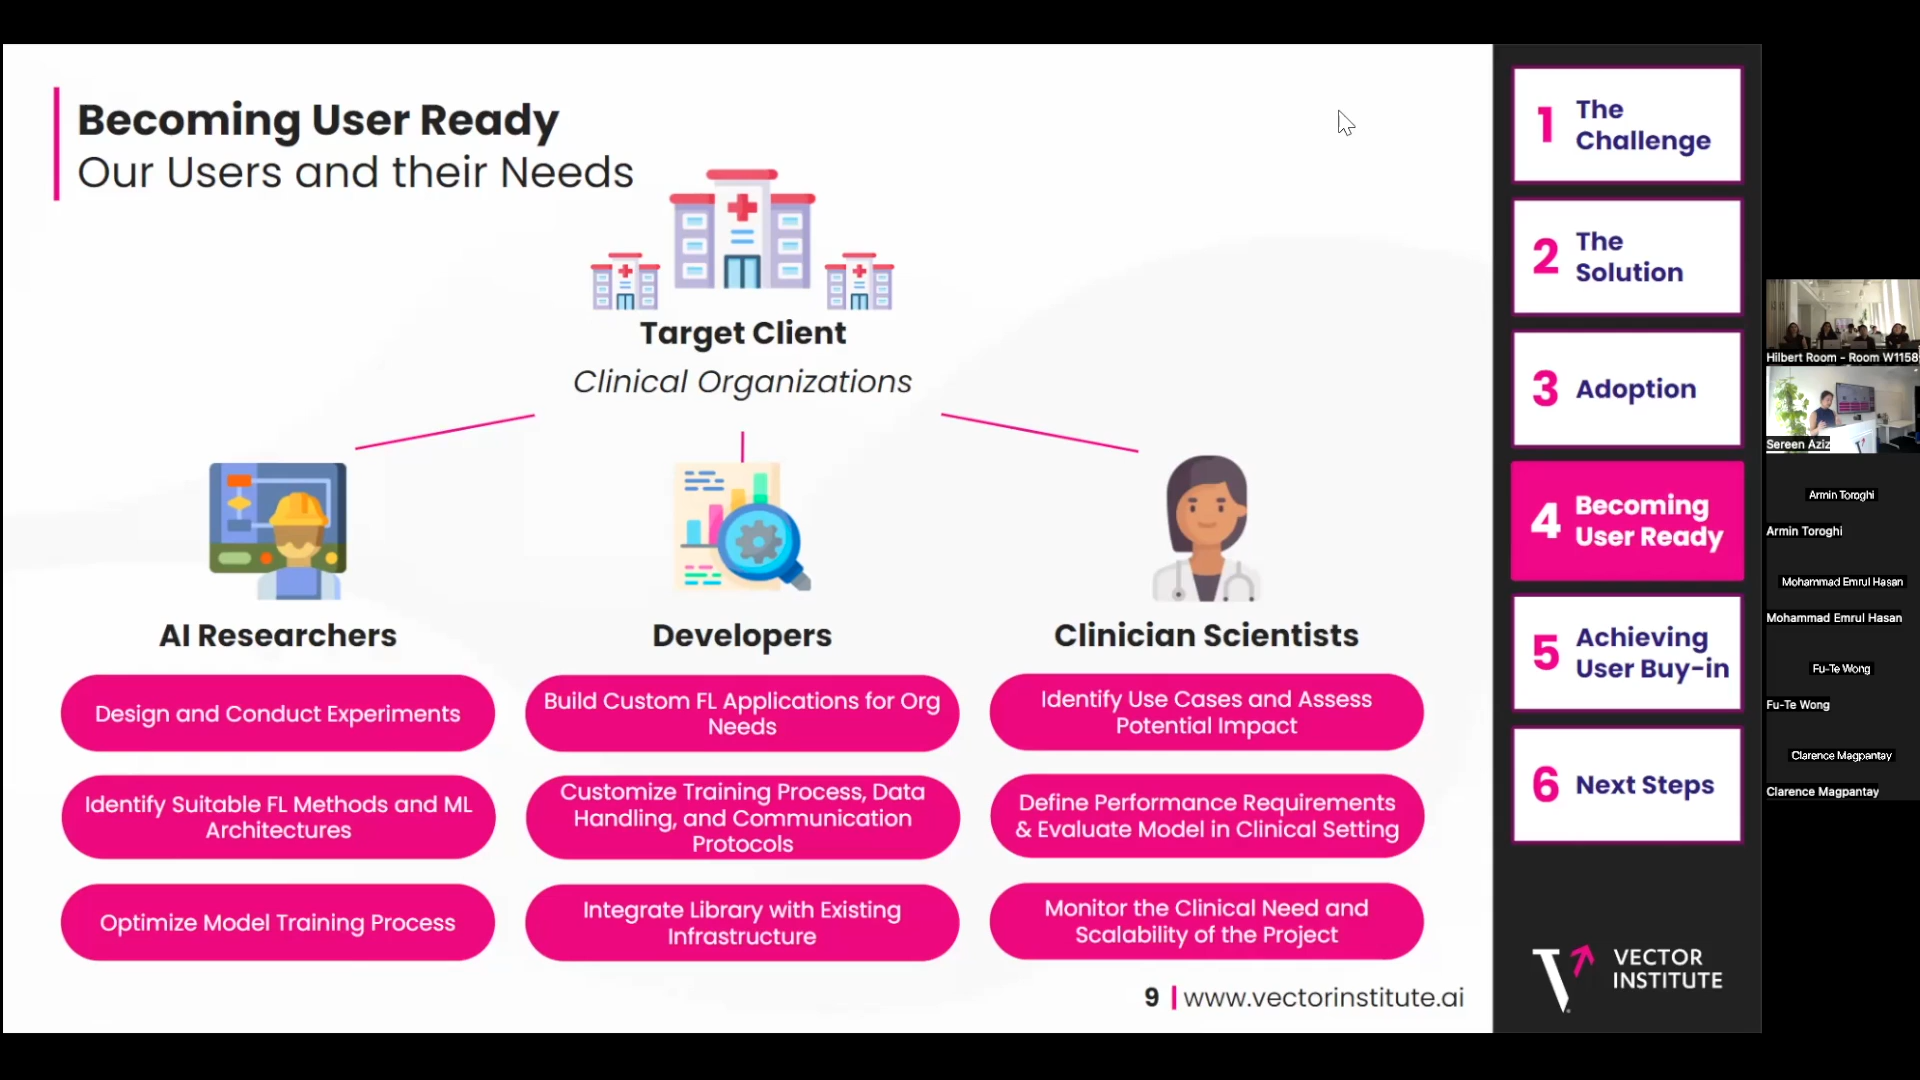 Becoming User Ready
Our Users and their Needs
Target Client
Clinical Organizations
AI Researchers
Design and Conduct Experiments
Identify Suitable FL Methods and ML
Architectures
Optimize Model Training Process
Developers
Build Custom FL Applications for Org
Needs
Customize Training Process, Data
Handling, and Communication
Protocols
Integrate Library with Existing
Infrastructure
Clinician Scientists
Identify Use Cases and Assess
Potential Impact
Define Performance Requirements
& Evaluate Model in Clinical Setting
Monitor the Clinical Need and
Scalability of the Project
9 | www.vectorinstitute.ai
1 The
Challenge
2 The
Solution
3 Adoption
4 Becoming
User Ready
5 Achieving
User Buy-in
6 Next Steps
VECTOR
INSTITUTE
Hilbert Room - Room W1158
Sereen Aziz
Armin Toroghi
Armin Toroghi
Mohammad Emrul Hasan
Mohammad Emrul Hasan
Fu-Te Wong
Fu-Te Wong
Clarence Magpantay
Clarence Magpantay